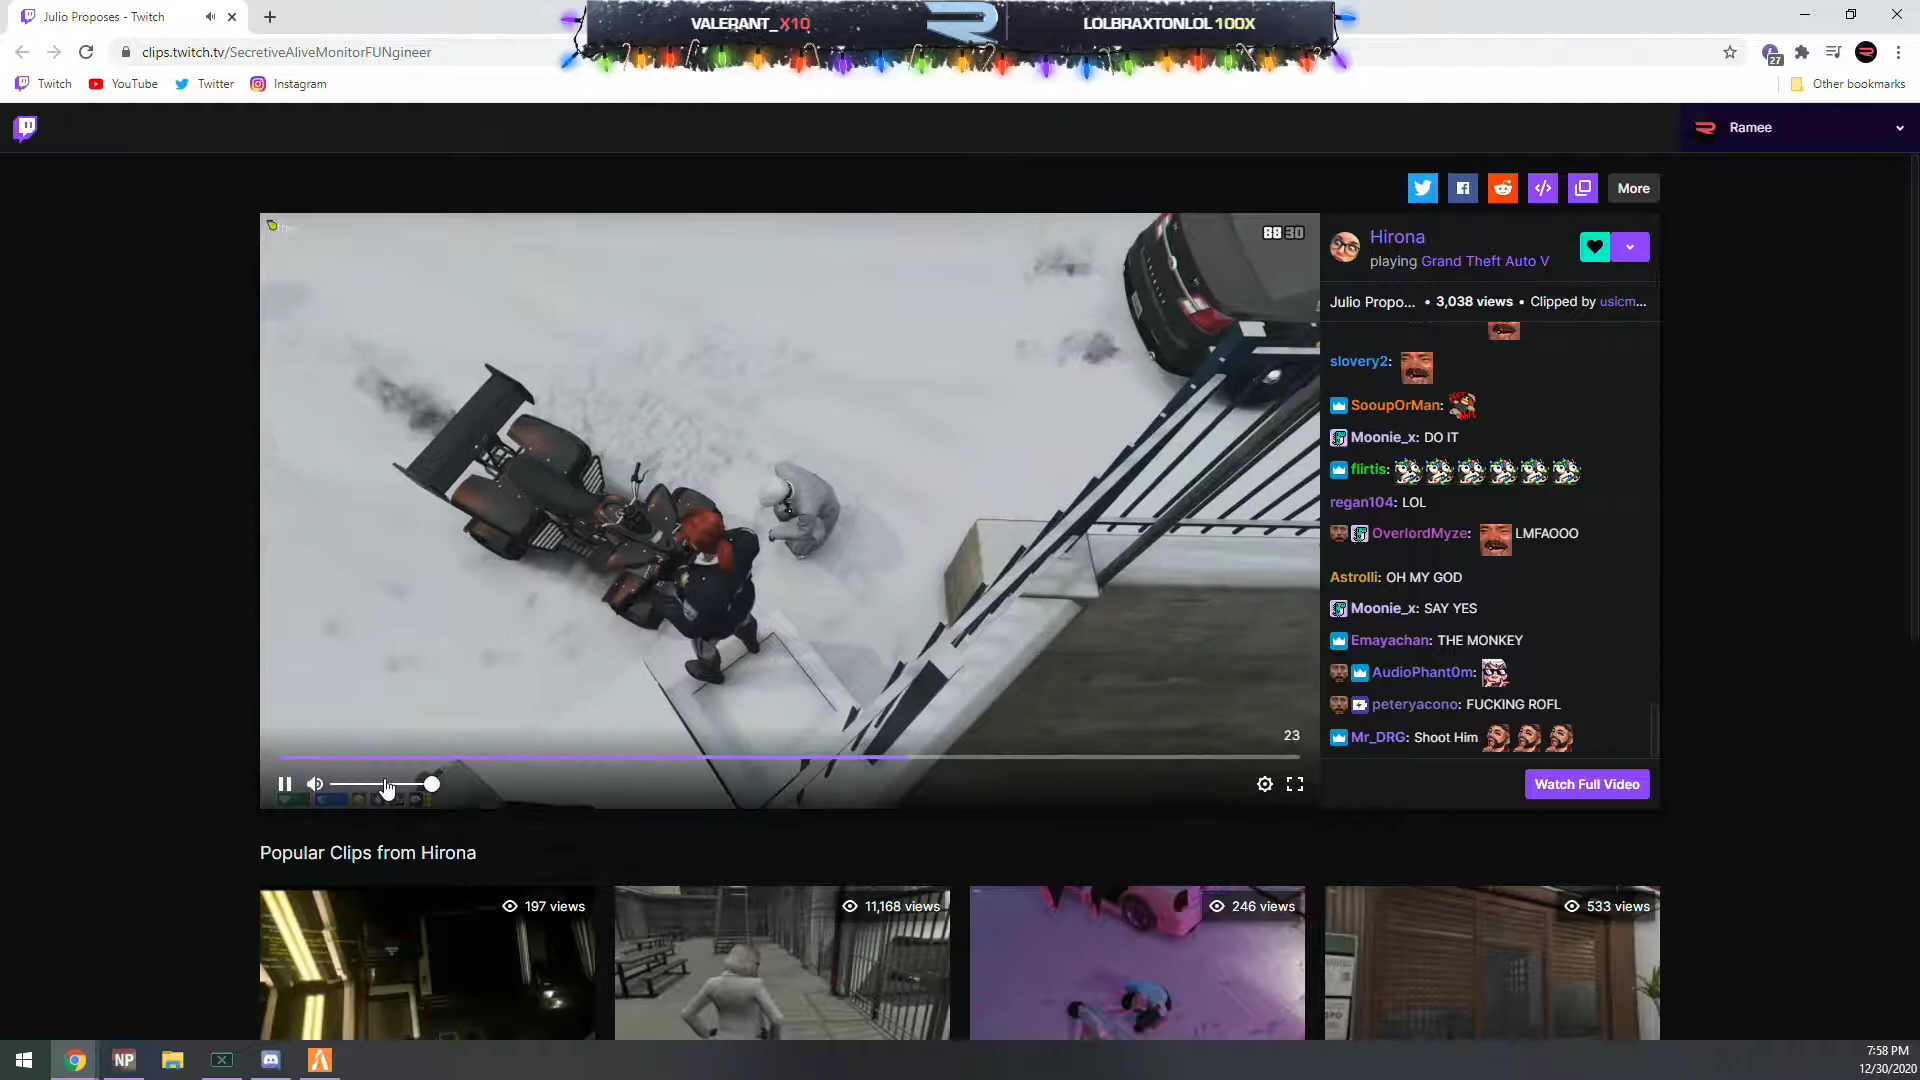 Julio Proposes - Twitch
VALERANT_X10
LOLBRAXTONLOL 100X
clips.twitch.tv/SecretiveAliveMonitorFUNgineer
27
Twitch
YouTube
Twitter
Instagram
Other bookmarks
Ramee
More
88 30
Hirona
playing Grand Theft Auto V
Julio Propo... • 3,038 views • Clipped by usicm...
slovery2:
SooupOrMan:
Moonie_x: DO IT
flirtis:
regan104: LOL
OverlordMyze: LMFAOOO
Astrolli: OH MY GOD
Moonie_x: SAY YES
Emayachan: THE MONKEY
AudioPhant0m:
peteryacono: FUCKING ROFL
Mr_DRG: Shoot Him
23
Watch Full Video
Popular Clips from Hirona
197 views
11,168 views
246 views
533 views
NP
7:58 PM
12/30/2020